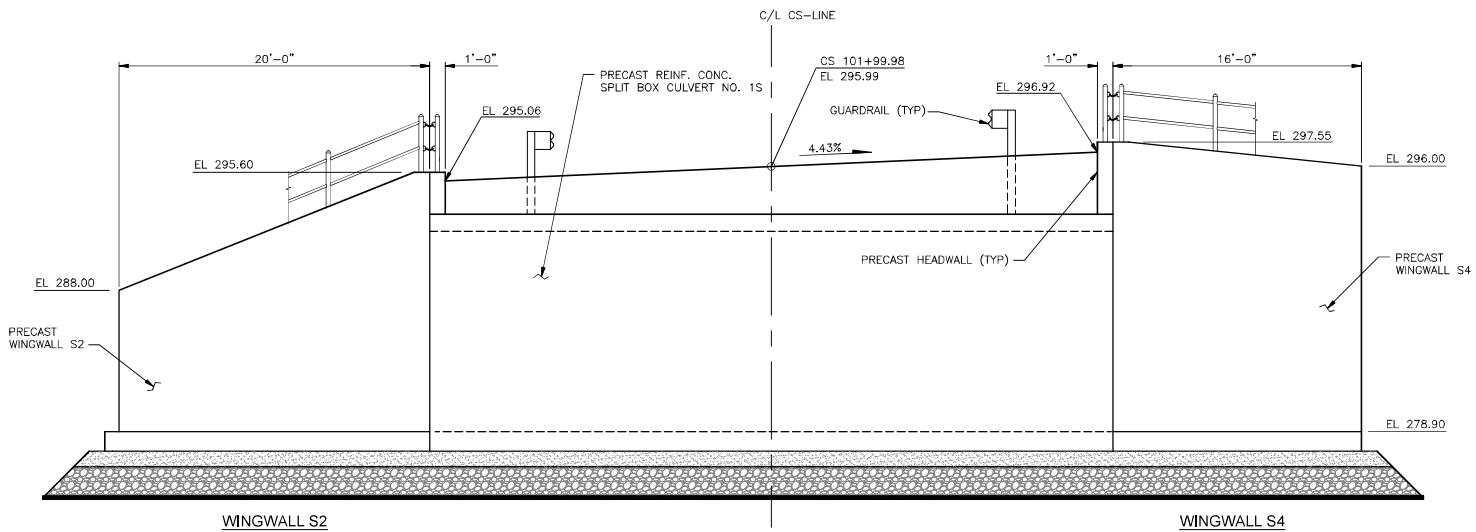 C/L CS-LINE
20'-0"
1'-0"
PRECAST REINF. CONC.
SPLIT BOX CULVERT NO. 1S
CS 101+99.98
EL 295.99
1'-0"
16'-0"
EL 295.06
GUARDRAIL (TYP)
EL 296.92
EL 297.55
4.43%
EL 295.60
EL 296.00
PRECAST HEADWALL (TYP)
PRECAST
WINGWALL S4
EL 288.00
PRECAST
WINGWALL S2
EL 278.90
WINGWALL S2
WINGWALL S4